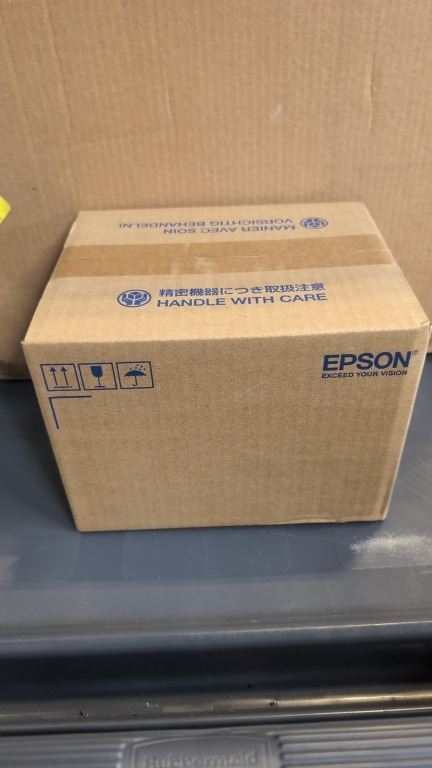 MANIER AVEC SOIN
VORSICHTIG BEHANDELN!
精密機器につき取扱注意
HANDLE WITH CARE
EPSON®
EXCEED YOUR VISION
Rubbermaid